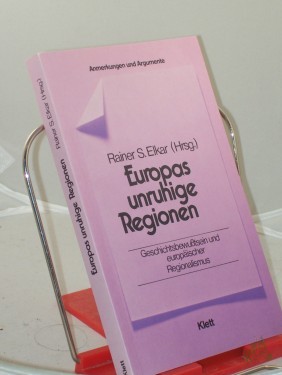 Anmerkungen und Argumente
Rainer S. Elkar (Hrsg.)
Europas
unruhige
Regionen
Geschichtsbewußtsein und
europäischer
Regionalismus
Klett
Rainer S. Elkar (Hrsg.)
Europas unruhige Regionen
Klett